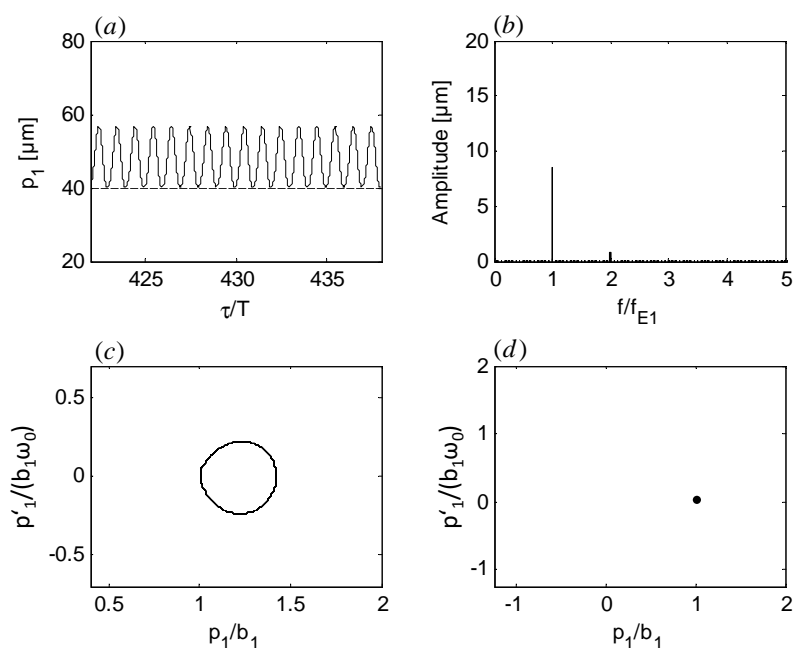 (a)
80
60
40
20
p1 [μm]
425 430 435
τ/T
(b)
20
15
10
5
0
Amplitude [μm]
0 1 2 3 4 5
f/fE1
(c)
0.5
0
-0.5
p‘1/(b1ω0)
0.5 1 1.5 2
p1/b1
(d)
2
1
0
-1
p‘1/(b1ω0)
-1 0 1 2
p1/b1